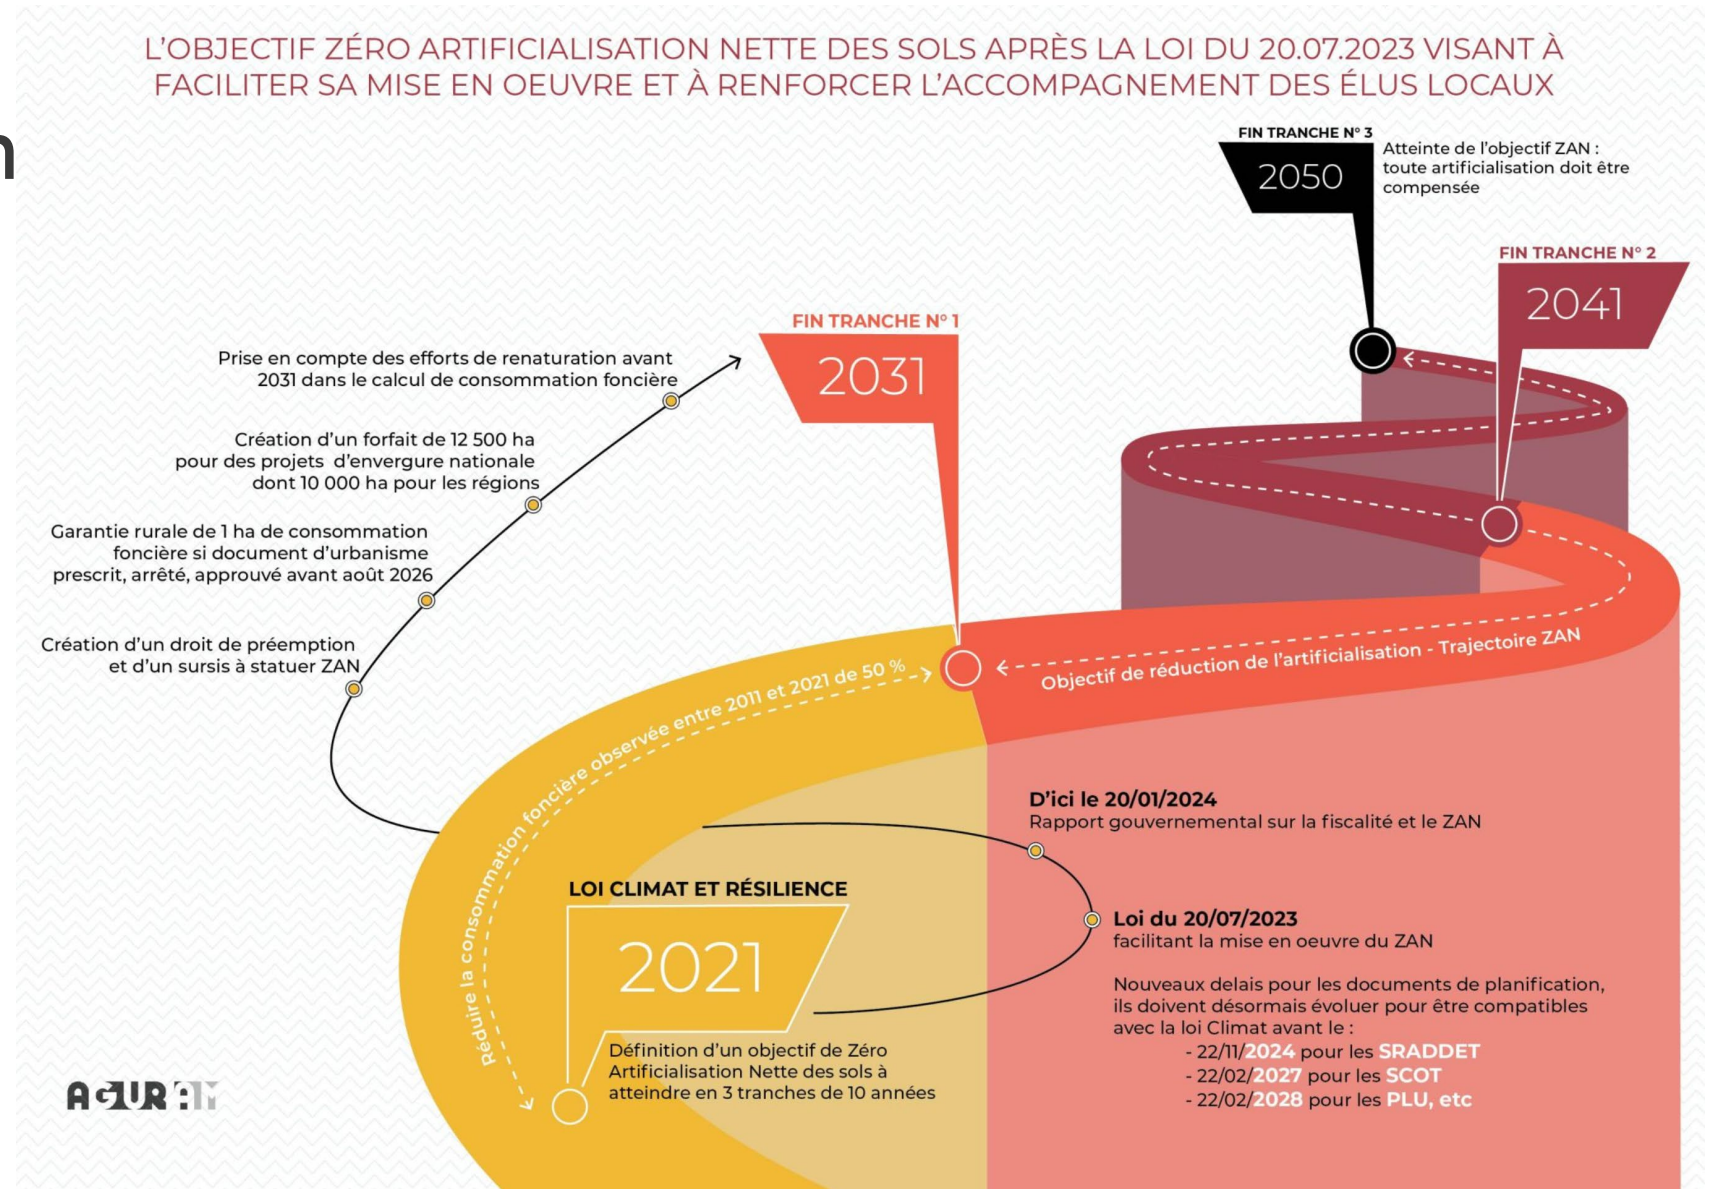 L'OBJECTIF ZÉRO ARTIFICIALISATION NETTE DES SOLS APRÈS LA LOI DU 20.07.2023 VISANT À
FACILITER SA MISE EN OEUVRE ET À RENFORCER L'ACCOMPAGNEMENT DES ÉLUS LOCAUX
n
FIN TRANCHE N° 3
2050
Atteinte de l'objectif ZAN :
toute artificialisation doit être
compensée
FIN TRANCHE N° 2
2041
FIN TRANCHE N° 1
2031
Prise en compte des efforts de renaturation avant
2031 dans le calcul de consommation foncière
Création d'un forfait de 12 500 ha
pour des projets d'envergure nationale
dont 10 000 ha pour les régions
Garantie rurale de 1 ha de consommation
foncière si document d'urbanisme
prescrit, arrêté, approuvé avant août 2026
Création d'un droit de préemption
et d'un sursis à statuer ZAN
Réduire la consommation foncière observée entre 2011 et 2021 de 50 %
Objectif de réduction de l'artificialisation - Trajectoire ZAN
D'ici le 20/01/2024
Rapport gouvernemental sur la fiscalité et le ZAN
LOI CLIMAT ET RÉSILIENCE
2021
Définition d'un objectif de Zéro
Artificialisation Nette des sols à
atteindre en 3 tranches de 10 années
Loi du 20/07/2023
facilitant la mise en oeuvre du ZAN
Nouveaux delais pour les documents de planification,
ils doivent désormais évoluer pour être compatibles
avec la loi Climat avant le :
- 22/11/2024 pour les SRADDET
- 22/02/2027 pour les SCOT
- 22/02/2028 pour les PLU, etc
AGURAM